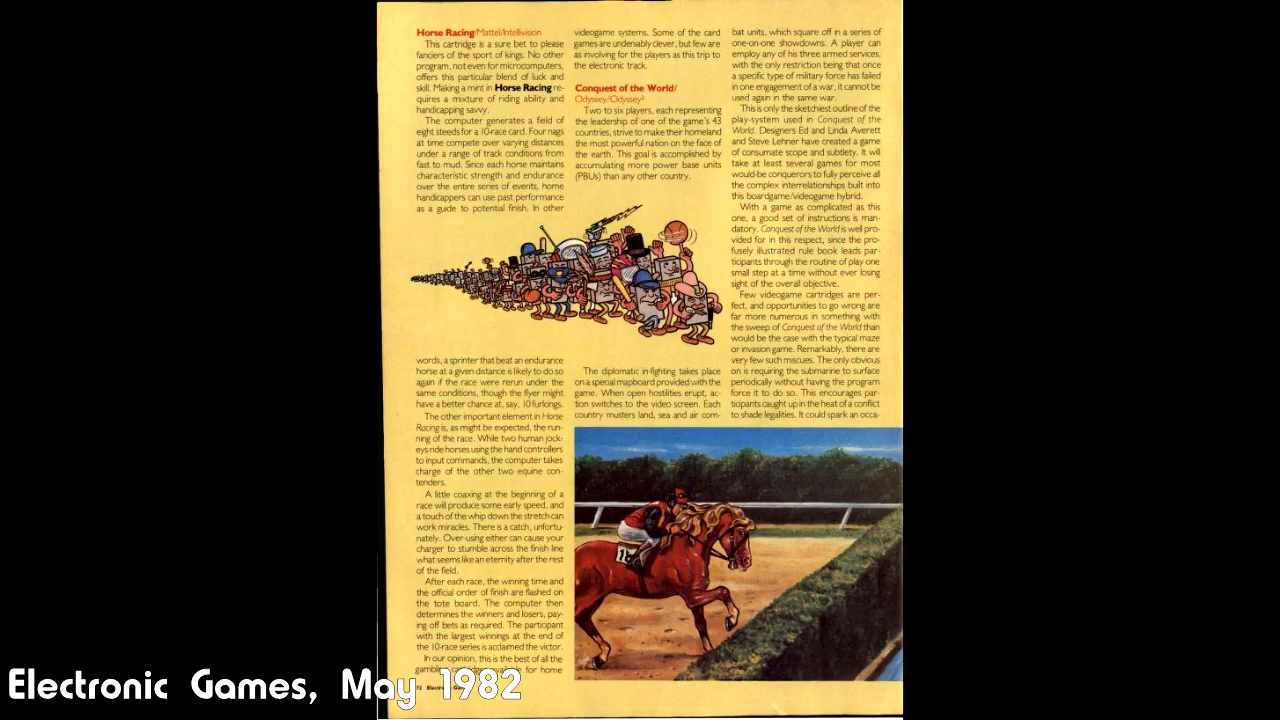 Horse Racing/Mattel/Intellivision
This cartridge is a sure bet to please
fanciers of the sport of kings. No other
program, not even for microcomputers,
offers this particular blend of luck and
skill. Making a mint in Horse Racing re-
quires a mixture of riding ability and
handicapping savvy.
The computer generates a field of
eight steeds for a 10-race card. Four nags
at time compete over varying distances
under a range of track conditions from
fast to mud. Since each horse maintains
characteristic strength and endurance
over the entire series of events, home
handicappers can use past performance
as a guide to potential finish. In other
words, a sprinter that beat an endurance
horse at a given distance is likely to do so
again if the race were rerun under the
same conditions, though the flyer might
have a better chance at, say, 10 furlongs.
The other important element in Horse
Racing is, as might be expected, the run-
ning of the race. While two human jock-
eys ride horses using the hand controllers
to input commands, the computer takes
charge of the other two equine con-
tenders.
A little coaxing at the beginning of a
race will produce some early speed, and
a touch of the whip down the stretch can
work miracles. There is a catch, unfortu-
nately. Over-using either can cause your
charger to stumble across the finish line
what seems like an eternity after the rest
of the field.
After each race, the winning time and
the official order of finish are flashed on
the tote board. The computer then
determines the winners and losers, pay-
ing off bets as required. The participant
with the largest winnings at the end of
the 10-race series is acclaimed the victor.
In our opinion, this is the best of all the
gambling for home
videogame systems. Some of the card
games are undeniably clever, but few are
as involving for the players as this trip to
the electronic track.
Conquest of the World/
Odyssey/Odyssey²
Two to six players, each representing
the leadership of one of the game's 43
countries, strive to make their homeland
the most powerful nation on the face of
the earth. This goal is accomplished by
accumulating more power base units
(PBUs) than any other country.
The diplomatic in-fighting takes place
on a special mapboard provided with the
game. When open hostilities erupt, ac-
tion switches to the video screen. Each
country musters land, sea and air com-
bat units, which square off in a series of
one-on-one showdowns. A player can
employ any of his three armed services,
with the only restriction being that once
a specific type of military force has failed
in one engagement of a war, it cannot be
used again in the same war.
This is only the sketchiest outline of the
play-system used in Conquest of the
World. Designers Ed and Linda Averett
and Steve Lehner have created a game
of consumate scope and subtlety. It will
take at least several games for most
would-be conquerors to fully perceive all
the complex interrelationships built into
this boardgame/videogame hybrid.
With a game as complicated as this
one, a good set of instructions is man-
datory. Conquest of the World is well pro-
vided for in this respect, since the pro-
fusely illustrated rule book leads par-
ticipants through the routine of play one
small step at a time without ever losing
sight of the overall objective.
Few videogame cartridges are per-
fect, and opportunities to go wrong are
far more numerous in something with
the sweep of Conquest of the World than
would be the case with the typical maze
or invasion game. Remarkably, there are
very few such miscues. The only obvious
on is requiring the submarine to surface
periodically without having the program
force it to do so. This encourages par-
ticipants caught up in the heat of a conflict
to shade legalities. It could spark an occa-
Electronic Games, May 1982